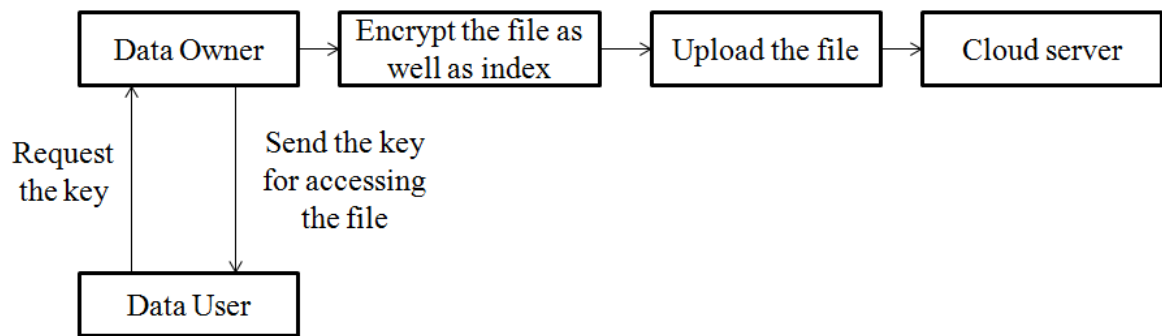 Data Owner
Encrypt the file as
well as index
Upload the file
Cloud server
Request
the key
Send the key
for accessing
the file
Data User